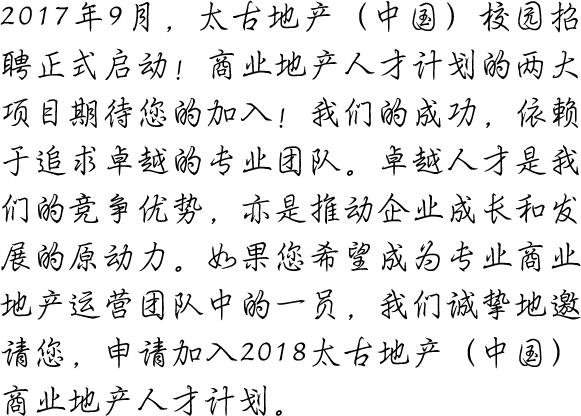 2017年9月，太古地产（中国）校园招
聘正式启动！商业地产人才计划的两大
项目期待您的加入！我们的成功，依赖
于追求卓越的专业团队。卓越人才是我
们的竞争优势，亦是推动企业成长和发
展的原动力。如果您希望成为专业商业
地产运营团队中的一员，我们诚挚地邀
请您，申请加入2018太古地产（中国）
商业地产人才计划。